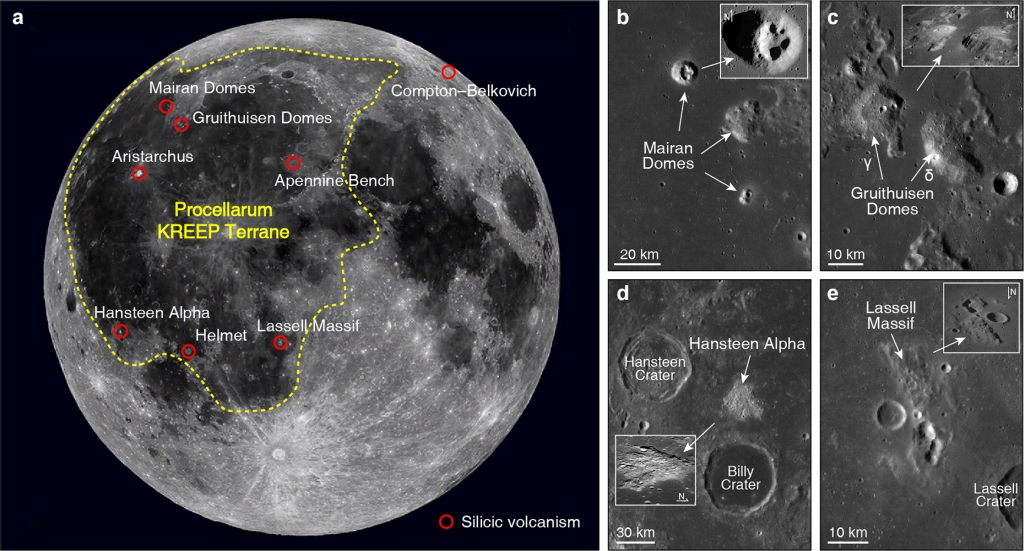 a
Mairan Domes
Gruithuisen Domes
Compton–Belkovich
Aristarchus
Apennine Bench
Procellarum
KREEP Terrane
Hansteen Alpha
Helmet
Lassell Massif
Silicic volcanism
b
N
Mairan
Domes
20 km
c
N
γ
δ
Gruithuisen
Domes
10 km
d
Hansteen Alpha
Hansteen
Crater
Billy
Crater
N
30 km
e
N
Lassell
Massif
Lassell
Crater
10 km